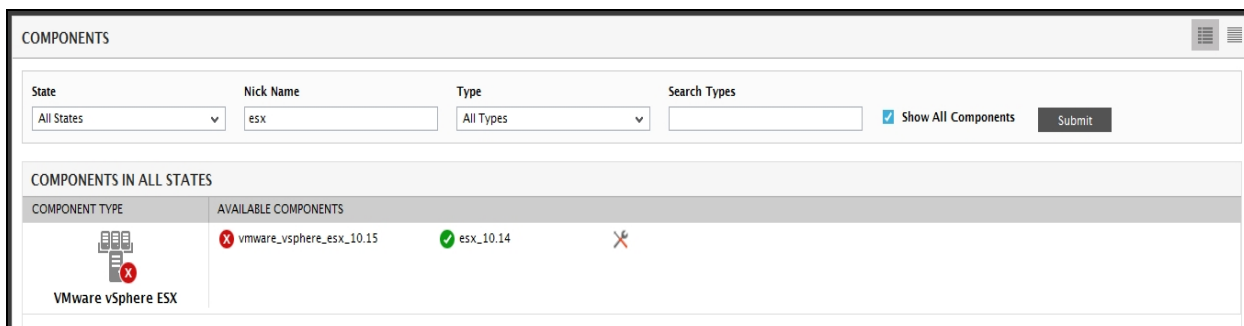 COMPONENTS
State Nick Name Type Search Types
All States esx All Types Show All Components Submit
COMPONENTS IN ALL STATES
COMPONENT TYPE AVAILABLE COMPONENTS
vmware_vsphere_esx_10.15 esx_10.14
VMware vSphere ESX